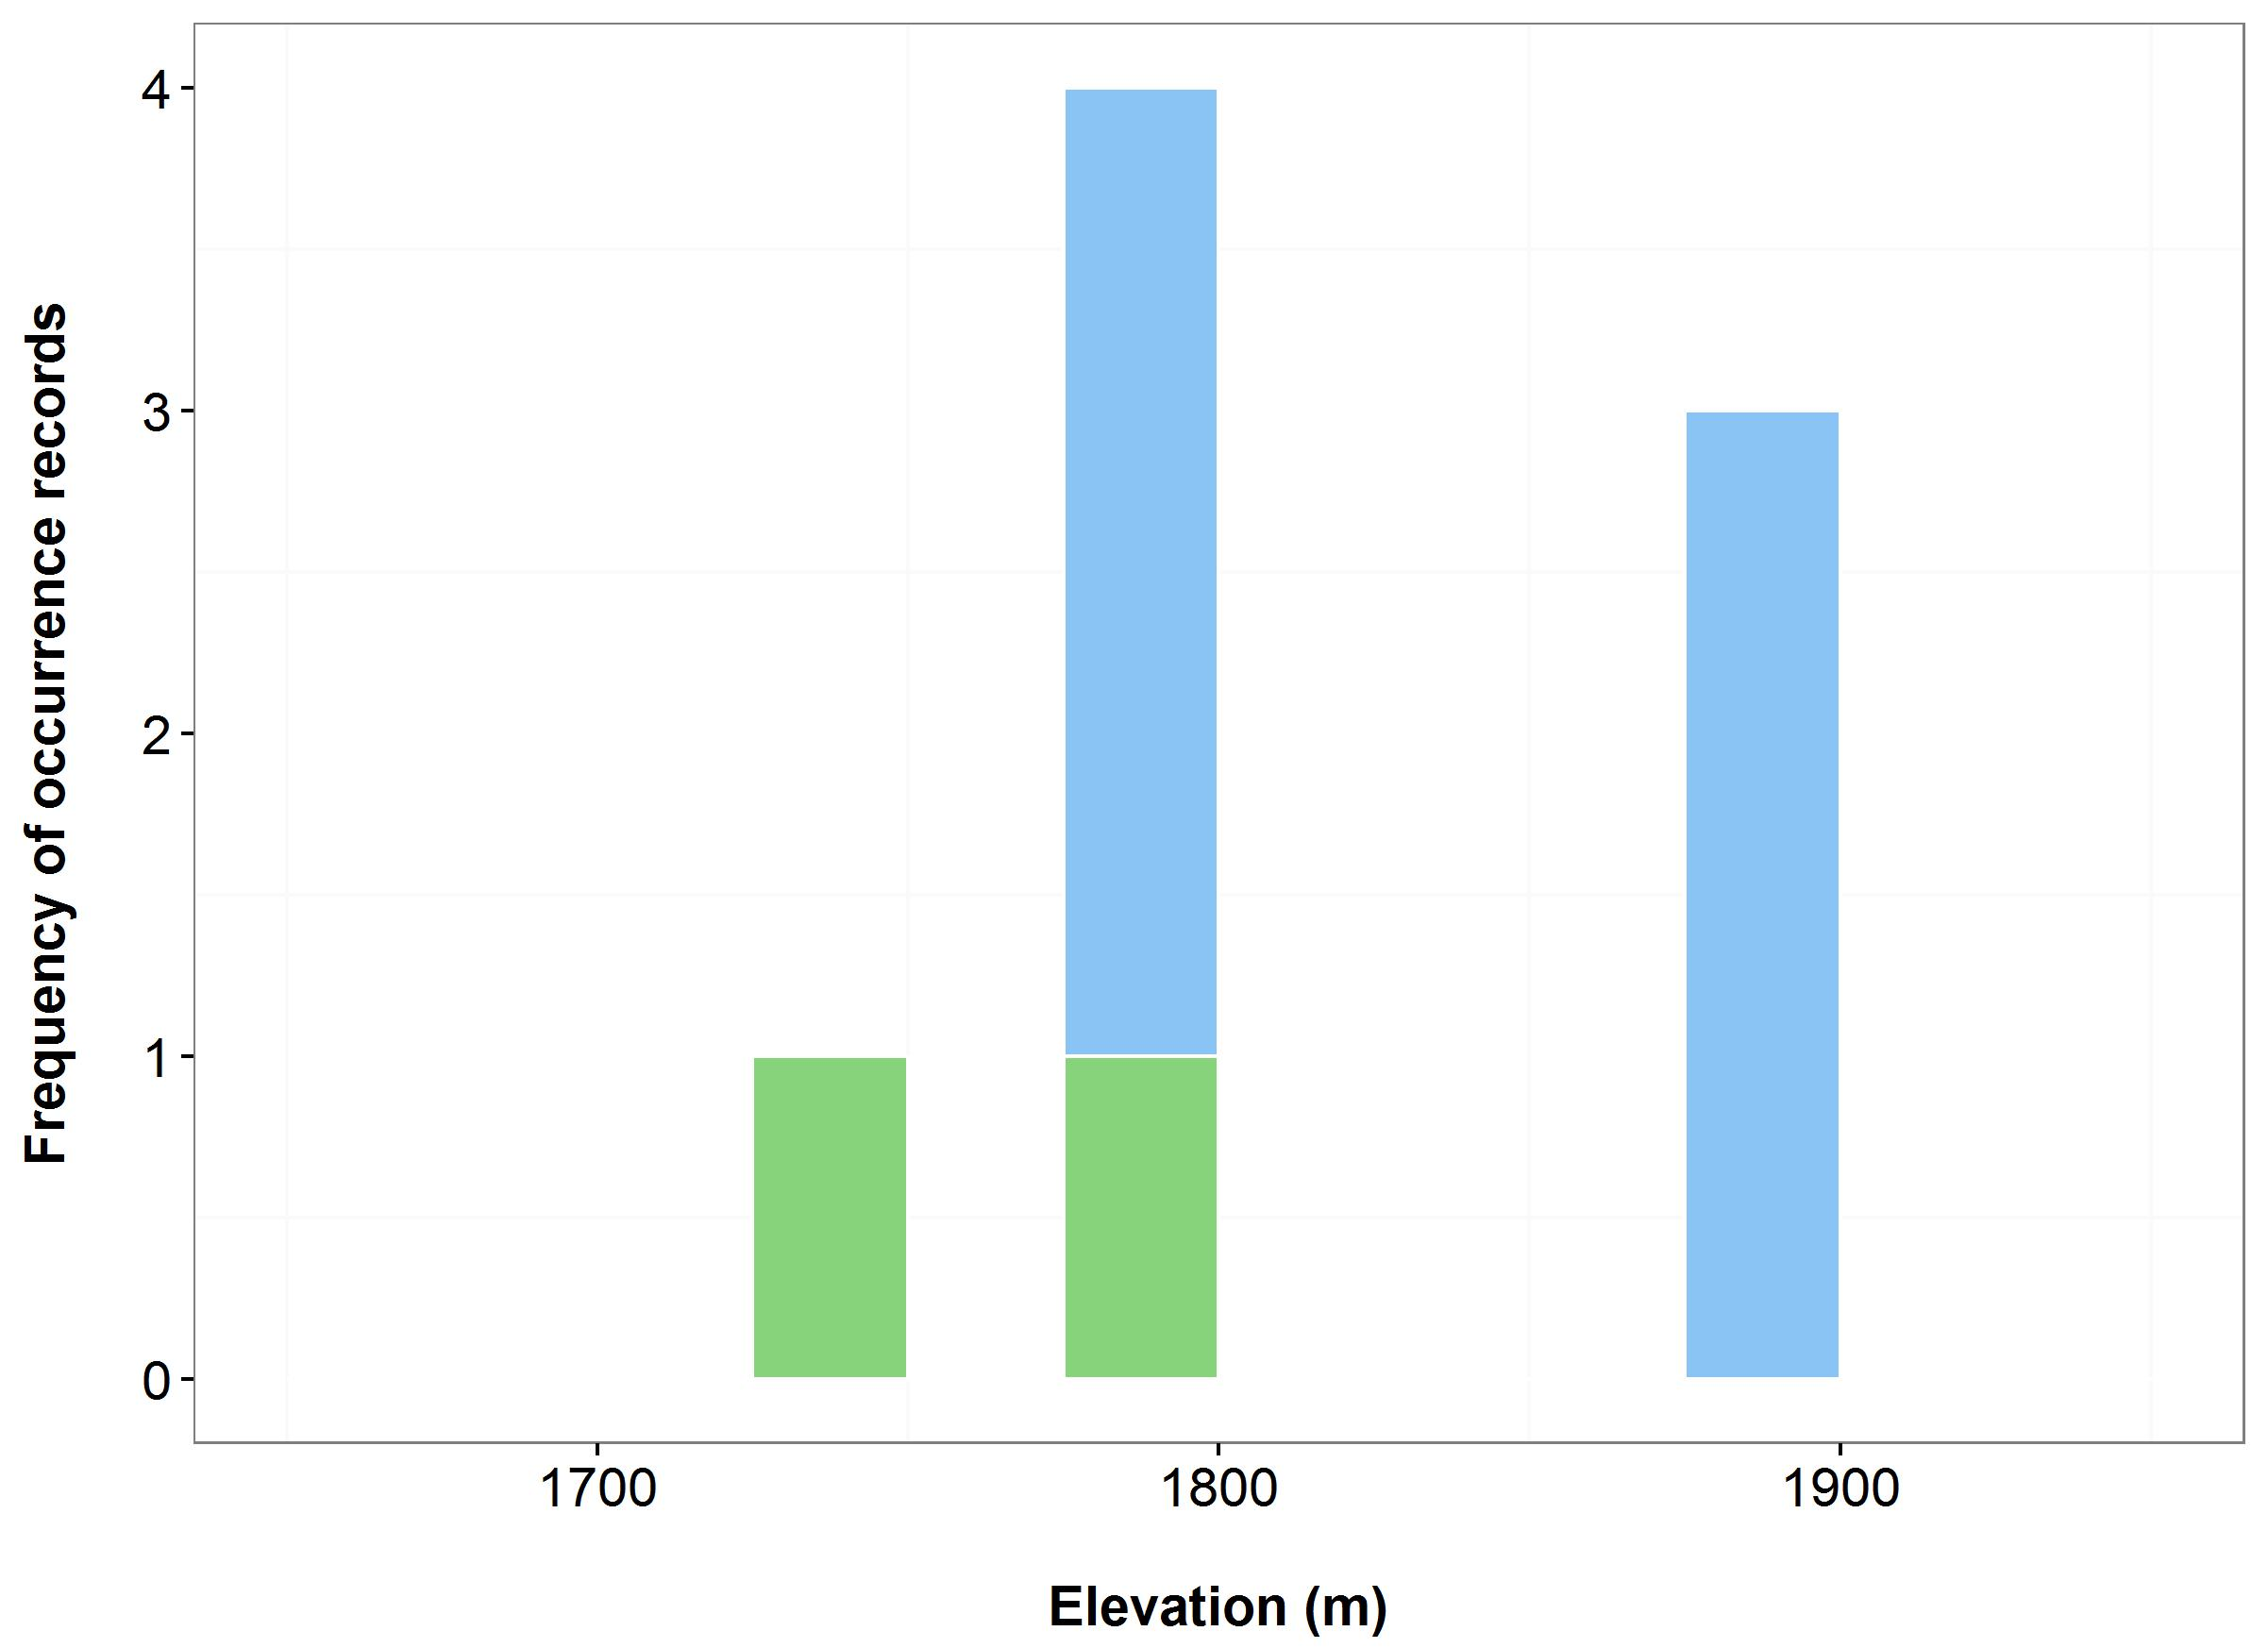 Frequency of occurrence records
4
3
2
1
0
1700 1800 1900
Elevation (m)